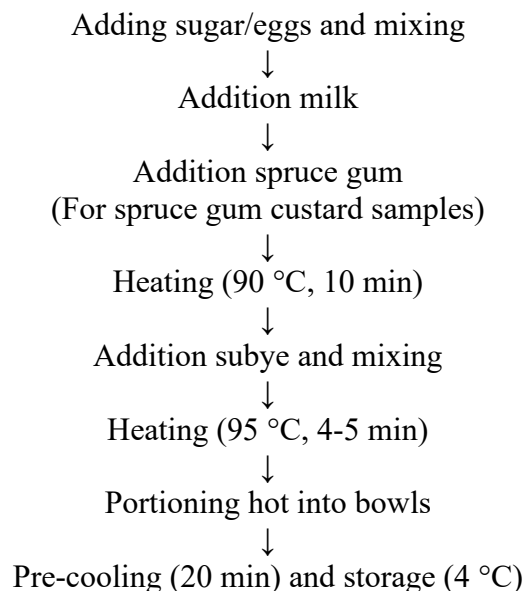 Adding sugar/eggs and mixing
↓
Addition milk
↓
Addition spruce gum
(For spruce gum custard samples)
↓
Heating (90 °C, 10 min)
↓
Addition subye and mixing
↓
Heating (95 °C, 4-5 min)
↓
Portioning hot into bowls
↓
Pre-cooling (20 min) and storage (4 °C)